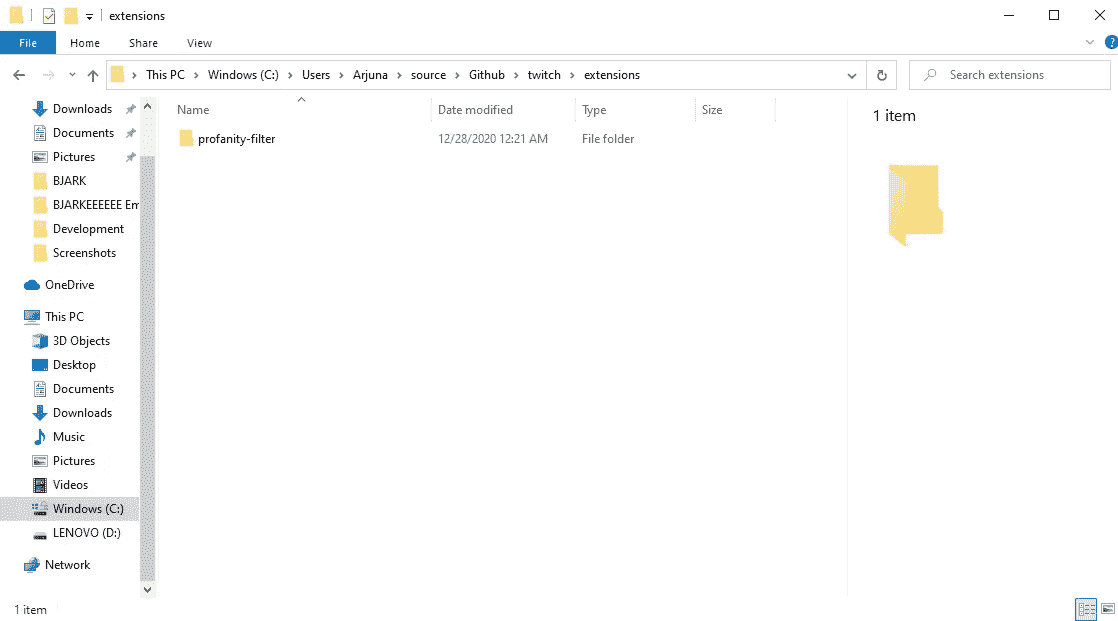 extensions
File Home Share View
This PC Windows (C:) Users Arjuna source Github twitch extensions
Search extensions
Downloads
Documents
Pictures
BJARK
BJARKEEEEEE Em
Development
Screenshots
OneDrive
This PC
3D Objects
Desktop
Documents
Downloads
Music
Pictures
Videos
Windows (C:)
LENOVO (D:)
Network
Name Date modified Type Size
profanity-filter 12/28/2020 12:21 AM File folder
1 item
1 item